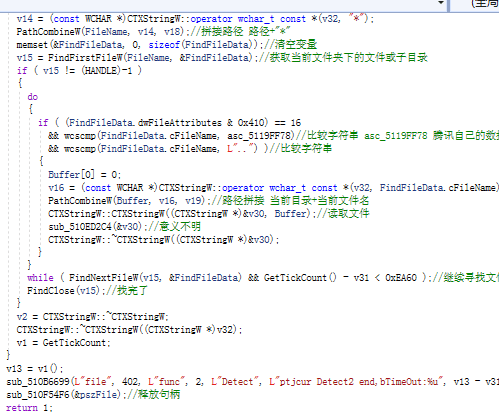 (全局
v14 = (const WCHAR *)CTXStringW::operator wchar_t const *(v32, "*");
PathCombineW(FileName, v14, v18);//拼接路径 路径+"*"
memset(&FindFileData, 0, sizeof(FindFileData));//清空变量
v15 = FindFirstFileW(FileName, &FindFileData);//获取当前文件夹下的文件或子目录
if ( v15 != (HANDLE)-1 )
{
do
{
if ( (FindFileData.dwFileAttributes & 0x410) == 16
&& wcscmp(FindFileData.cFileName, asc_5119FF78)//比较字符串 asc_5119FF78 腾讯自己的数据
&& wcscmp(FindFileData.cFileName, L"..") )//比较字符串
{
Buffer[0] = 0;
v16 = (const WCHAR *)CTXStringW::operator wchar_t const *(v32, FindFileData.cFileName)
PathCombineW(Buffer, v16, v19);//路径拼接 当前目录+当前文件名
CTXStringW::CTXStringW((CTXStringW *)&v30, Buffer);//读取文件
sub_510ED2C4(&v30);//意义不明
CTXStringW::~CTXStringW((CTXStringW *)&v30);
}
}
while ( FindNextFileW(v15, &FindFileData) && GetTickCount() - v31 < 0xEA60 );//继续寻找文
FindClose(v15);//找完了
}
v2 = CTXStringW::~CTXStringW;
CTXStringW::~CTXStringW((CTXStringW *)v32);
v1 = GetTickCount;
}
v13 = v1();
sub_510B6699(L"file", 402, L"func", 2, L"Detect", L"ptjcur Detect2 end,bTimeOut:%u", v13 - v31
sub_510F54F6(&pszFile);//释放句柄
return 1;